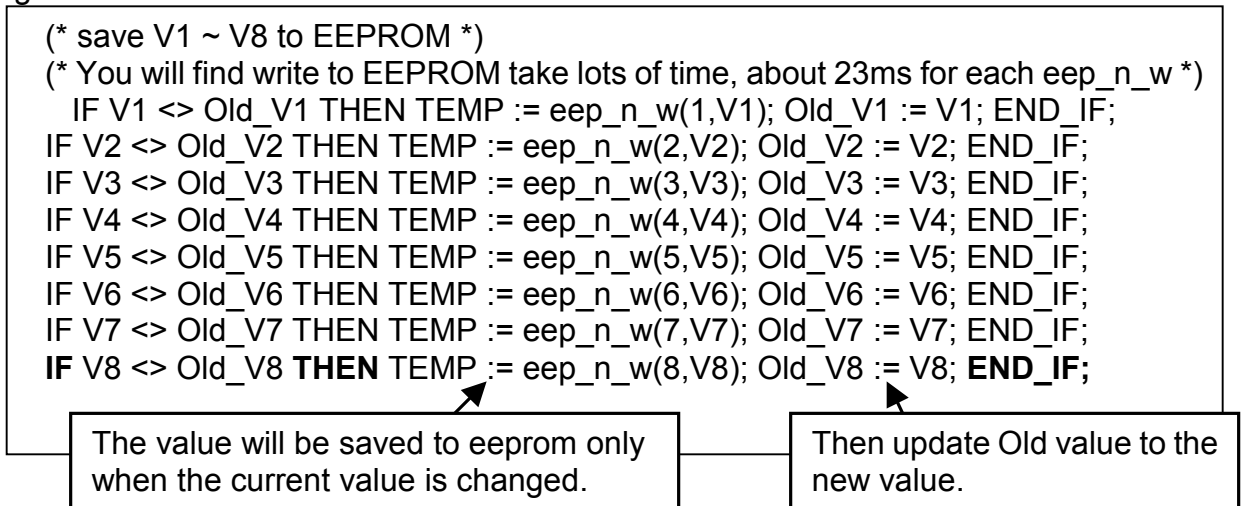 (* save V1 ~ V8 to EEPROM *)
(* You will find write to EEPROM take lots of time, about 23ms for each eep_n_w *)
IF V1 <> Old_V1 THEN TEMP := eep_n_w(1,V1); Old_V1 := V1; END_IF;
IF V2 <> Old_V2 THEN TEMP := eep_n_w(2,V2); Old_V2 := V2; END_IF;
IF V3 <> Old_V3 THEN TEMP := eep_n_w(3,V3); Old_V3 := V3; END_IF;
IF V4 <> Old_V4 THEN TEMP := eep_n_w(4,V4); Old_V4 := V4; END_IF;
IF V5 <> Old_V5 THEN TEMP := eep_n_w(5,V5); Old_V5 := V5; END_IF;
IF V6 <> Old_V6 THEN TEMP := eep_n_w(6,V6); Old_V6 := V6; END_IF;
IF V7 <> Old_V7 THEN TEMP := eep_n_w(7,V7); Old_V7 := V7; END_IF;
IF V8 <> Old_V8 THEN TEMP := eep_n_w(8,V8); Old_V8 := V8; END_IF;
The value will be saved to eeprom only
when the current value is changed.
Then update Old value to the
new value.